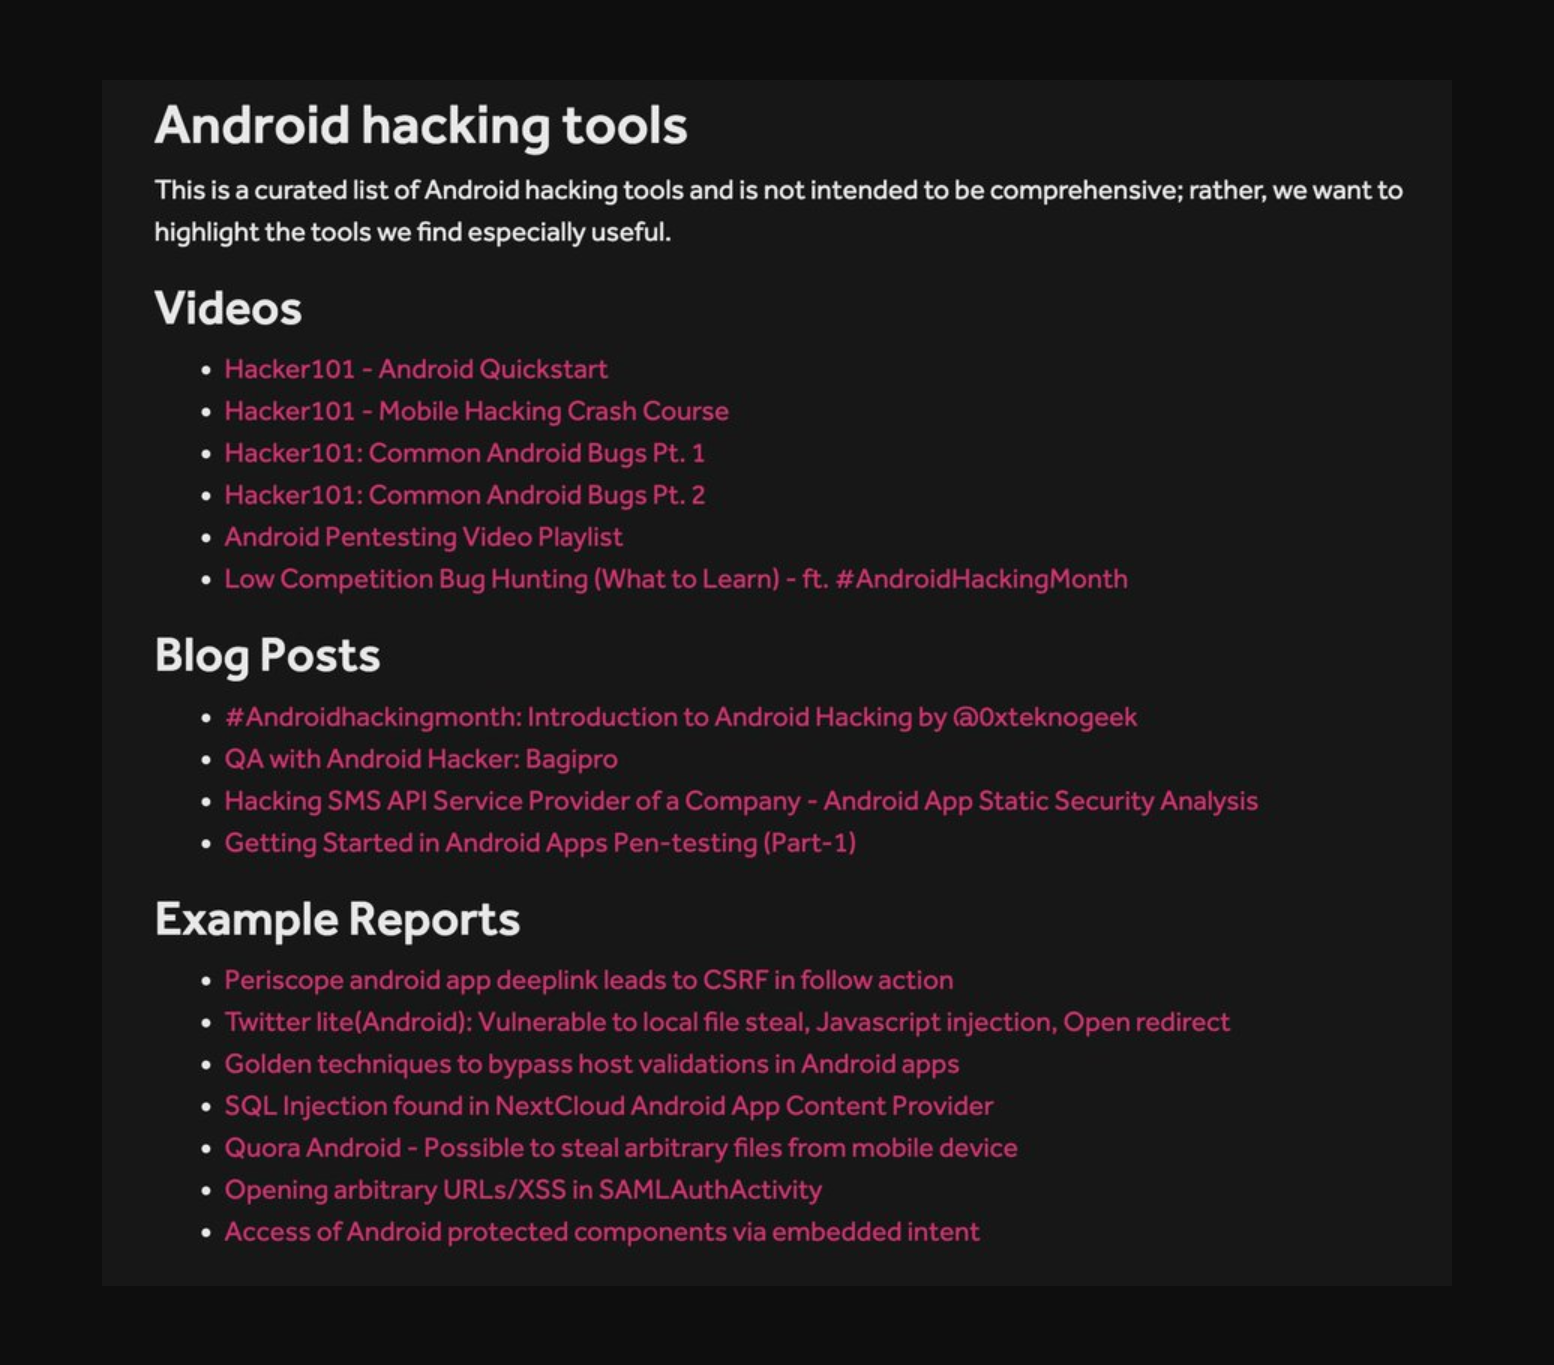 Android hacking tools
This is a curated list of Android hacking tools and is not intended to be comprehensive; rather, we want to
highlight the tools we find especially useful.
Videos
• Hacker101 - Android Quickstart
• Hacker101 - Mobile Hacking Crash Course
• Hacker101: Common Android Bugs Pt. 1
• Hacker101: Common Android Bugs Pt. 2
• Android Pentesting Video Playlist
• Low Competition Bug Hunting (What to Learn) - ft. #AndroidHackingMonth
Blog Posts
• #Androidhackingmonth: Introduction to Android Hacking by @0xteknogeek
• QA with Android Hacker: Bagipro
• Hacking SMS API Service Provider of a Company - Android App Static Security Analysis
• Getting Started in Android Apps Pen-testing (Part-1)
Example Reports
• Periscope android app deeplink leads to CSRF in follow action
• Twitter lite(Android): Vulnerable to local file steal, Javascript injection, Open redirect
• Golden techniques to bypass host validations in Android apps
• SQL Injection found in NextCloud Android App Content Provider
• Quora Android - Possible to steal arbitrary files from mobile device
• Opening arbitrary URLs/XSS in SAMLAuthActivity
• Access of Android protected components via embedded intent